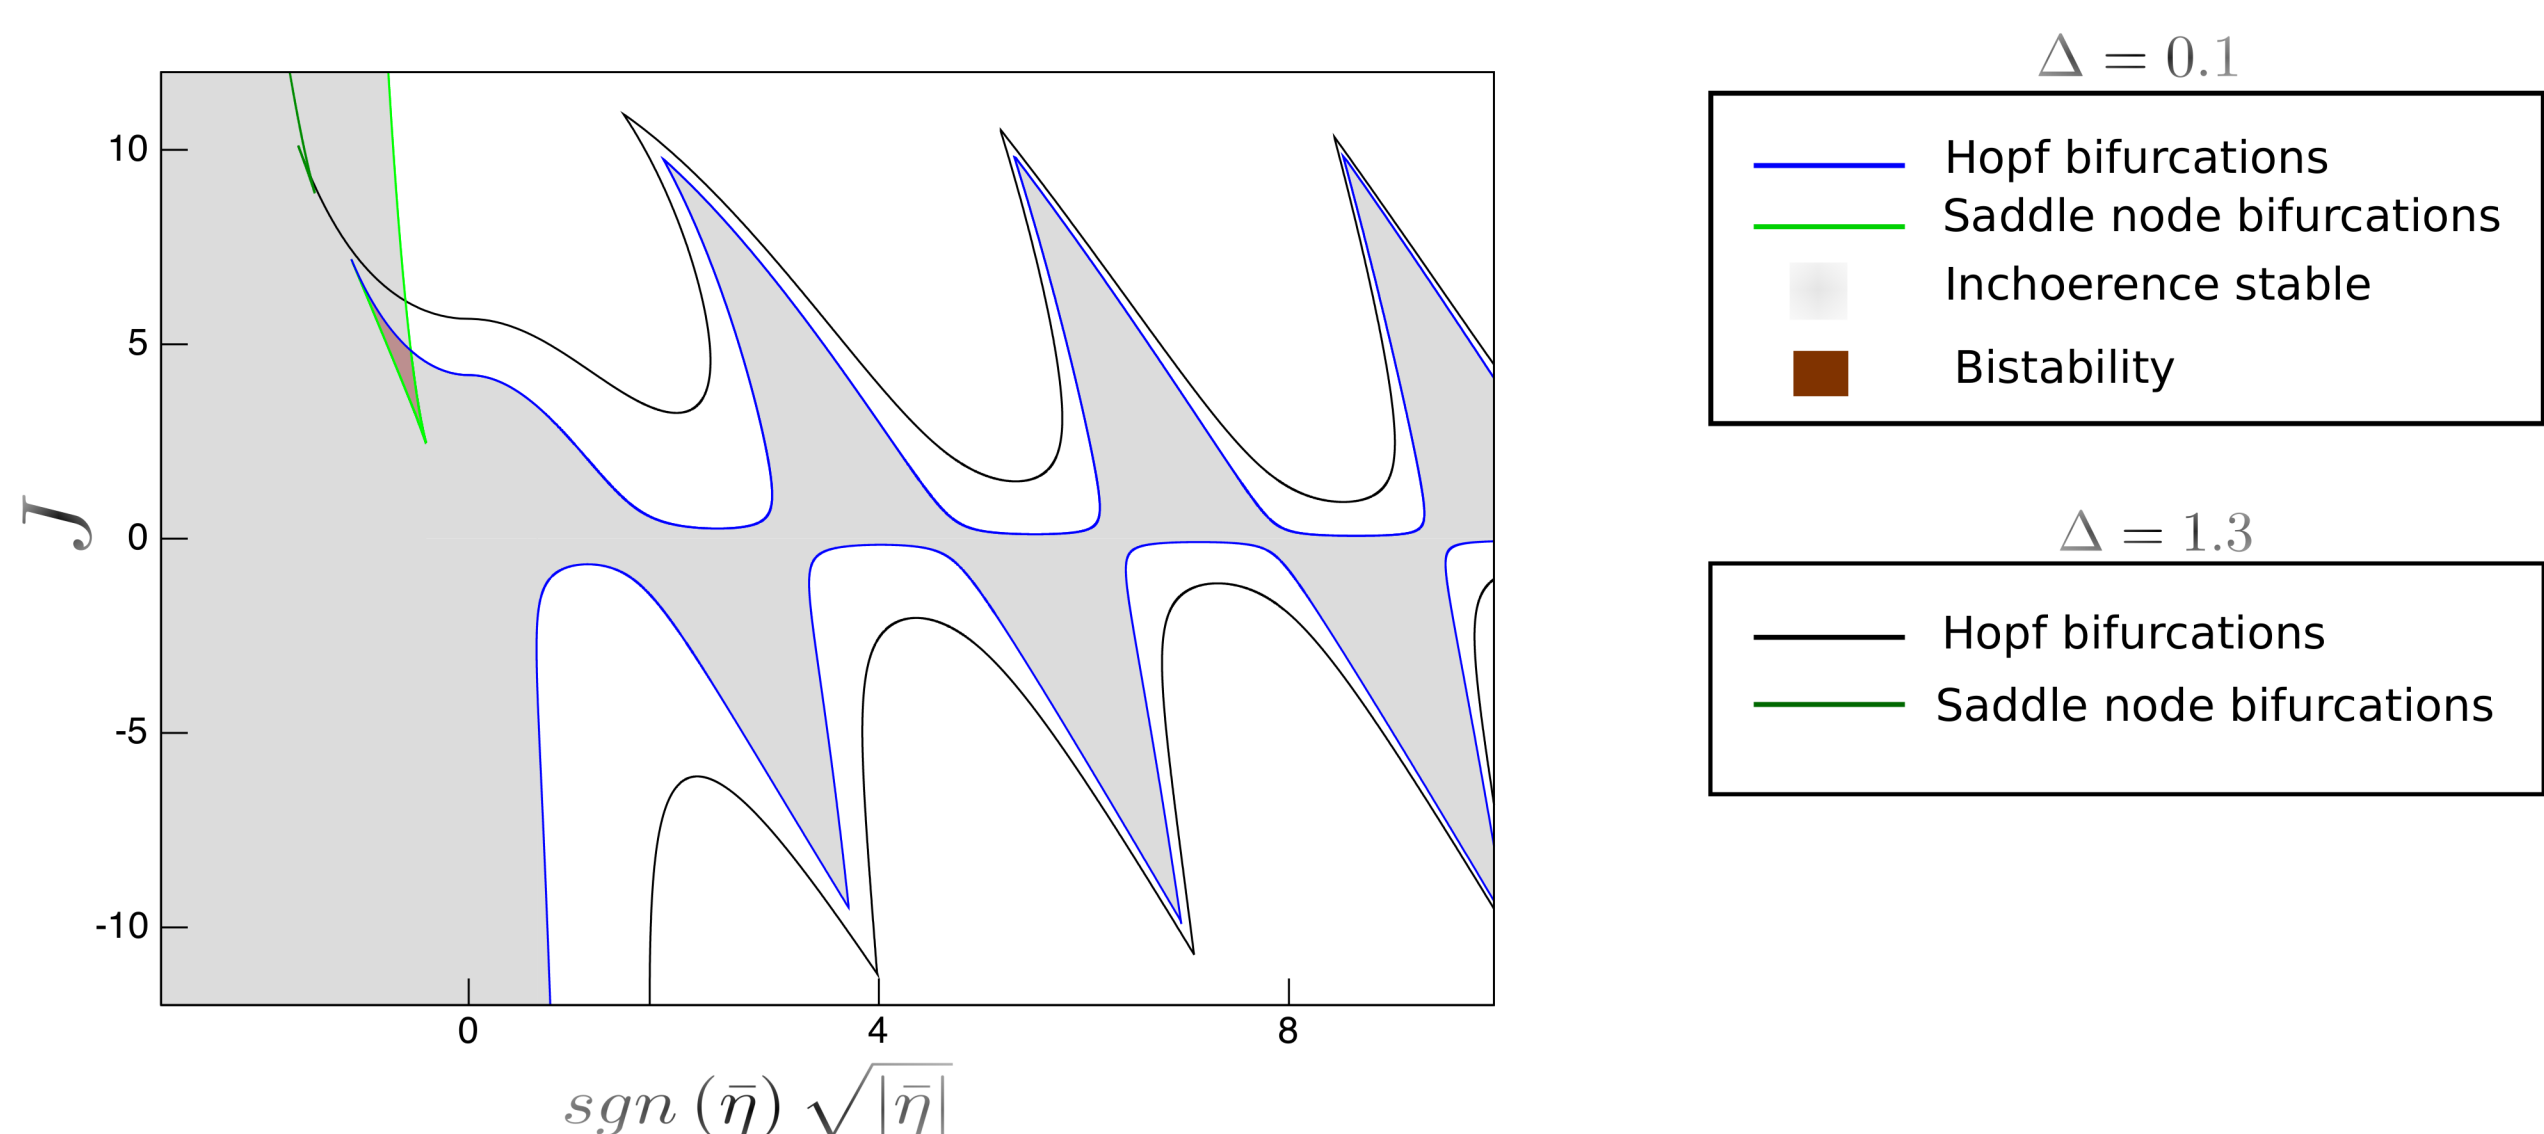 Δ = 0.1
Hopf bifurcations
Saddle node bifurcations
Inchoerence stable
Bistability
Δ = 1.3
Hopf bifurcations
Saddle node bifurcations
J
10
5
0
-5
-10
0 4 8
sgn (η̄) √|η̄|